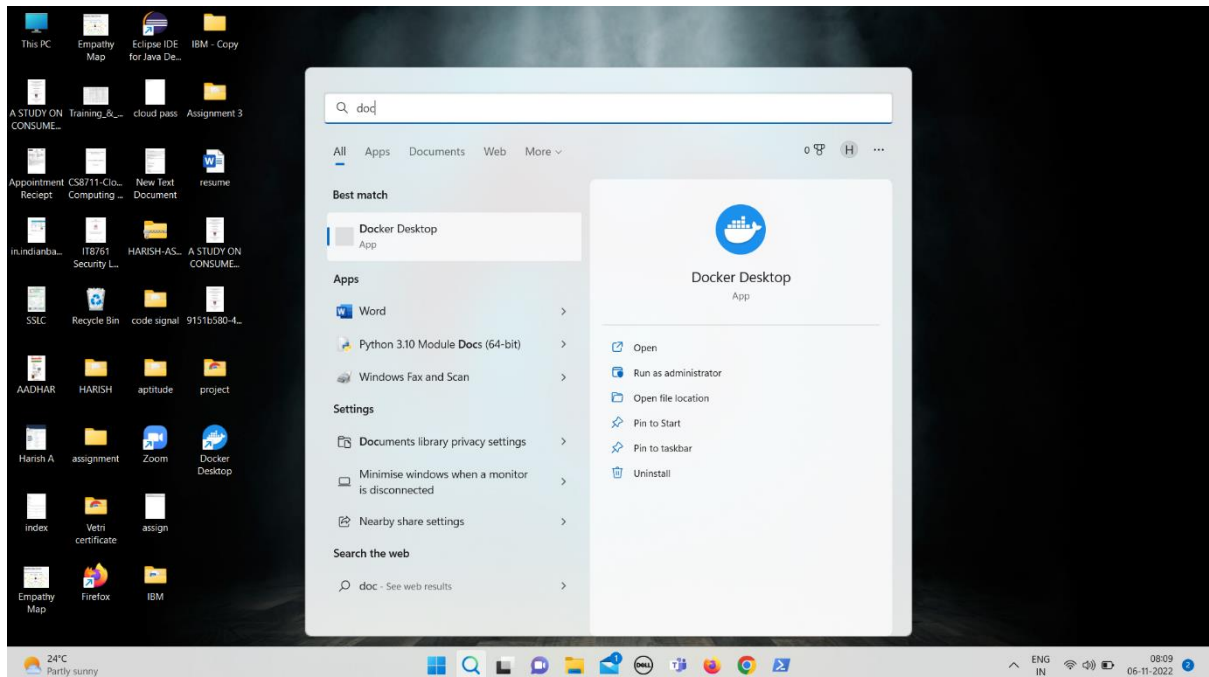 This PC
Empathy
Map
Eclipse IDE
for Java De...
IBM - Copy
A STUDY ON
CONSUME...
Training_&_...
cloud pass
Assignment 3
Appointment
Reciept
CS8711-Clo...
Computing ...
New Text
Document
resume
in.indianba...
IT8761
Security L...
HARISH-AS...
A STUDY ON
CONSUME...
SSLC
Recycle Bin
code signal
9151b580-4...
AADHAR
HARISH
aptitude
project
Harish A
assignment
Zoom
Docker
Desktop
index
Vetri
certificate
assign
Empathy
Map
Firefox
IBM
doc
All Apps Documents Web More
0 H ...
Best match
Docker Desktop
App
Apps
Word
Python 3.10 Module Docs (64-bit)
Windows Fax and Scan
Settings
Documents library privacy settings
Minimise windows when a monitor
is disconnected
Nearby share settings
Search the web
doc - See web results
Docker Desktop
App
Open
Run as administrator
Open file location
Pin to Start
Pin to taskbar
Uninstall
24°C
Partly sunny
DELL
ENG
IN
08:09
06-11-2022
2